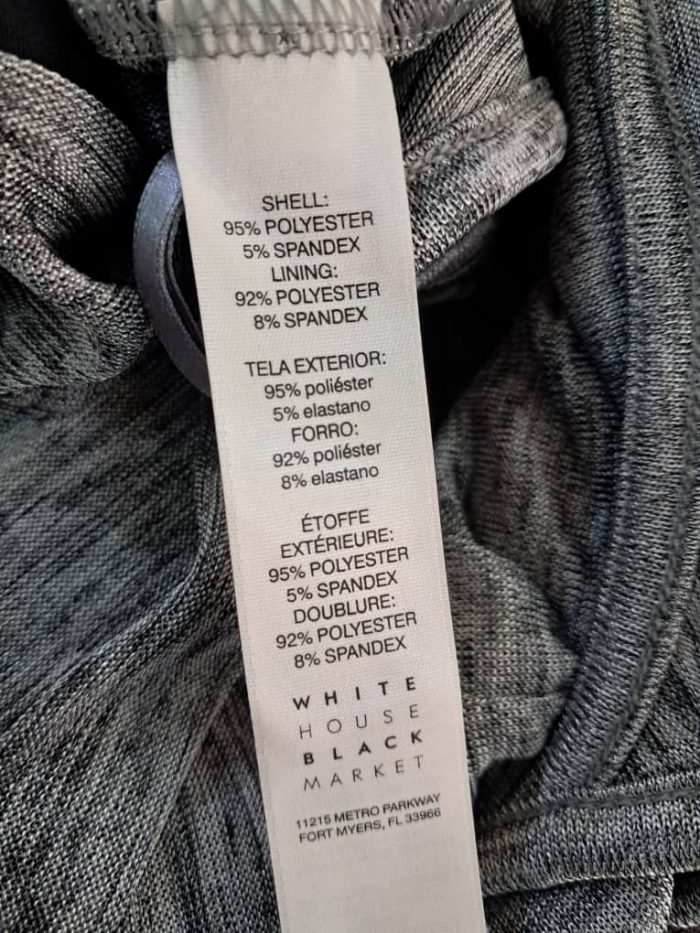 SHELL:
95% POLYESTER
5% SPANDEX
LINING:
92% POLYESTER
8% SPANDEX
TELA EXTERIOR:
95% poliéster
5% elastano
FORRO:
92% poliéster
8% elastano
ÉTOFFE
EXTÉRIEURE:
95% POLYESTER
5% SPANDEX
DOUBLURE:
92% POLYESTER
8% SPANDEX
WHITE
HOUSE
BLACK
MARKET
11215 METRO PARKWAY
FORT MYERS, FL 33966